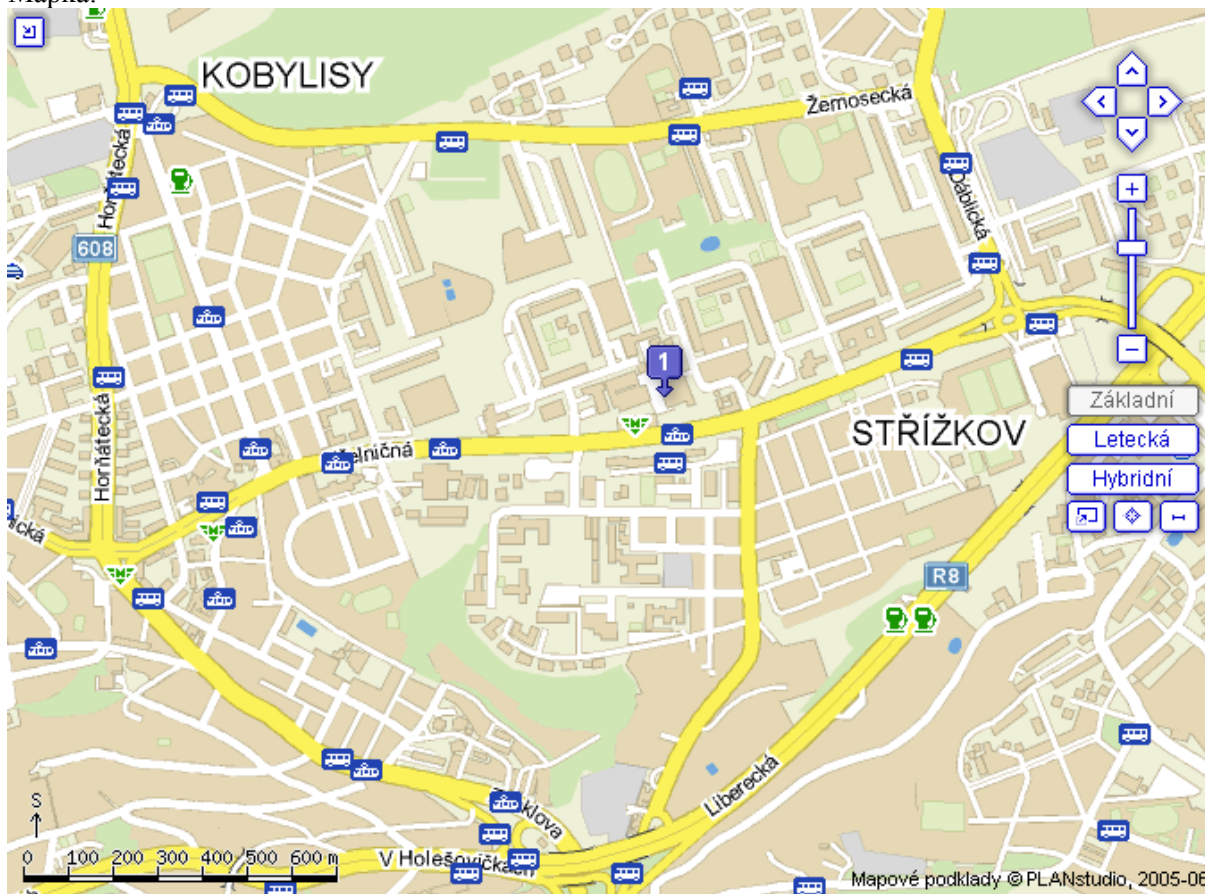 Mapka:
KOBYLISY
Žernosecká
Horňátecká
Ďáblická
608
1
+
−
Základní
STŘÍŽKOV
Letecká
Hybridní
Horňátecká
R8
Liberecká
S
0 100 200 300 400 500 600 m
V Holešovičkách
Mapové podklady © PLANstudio, 2005-06